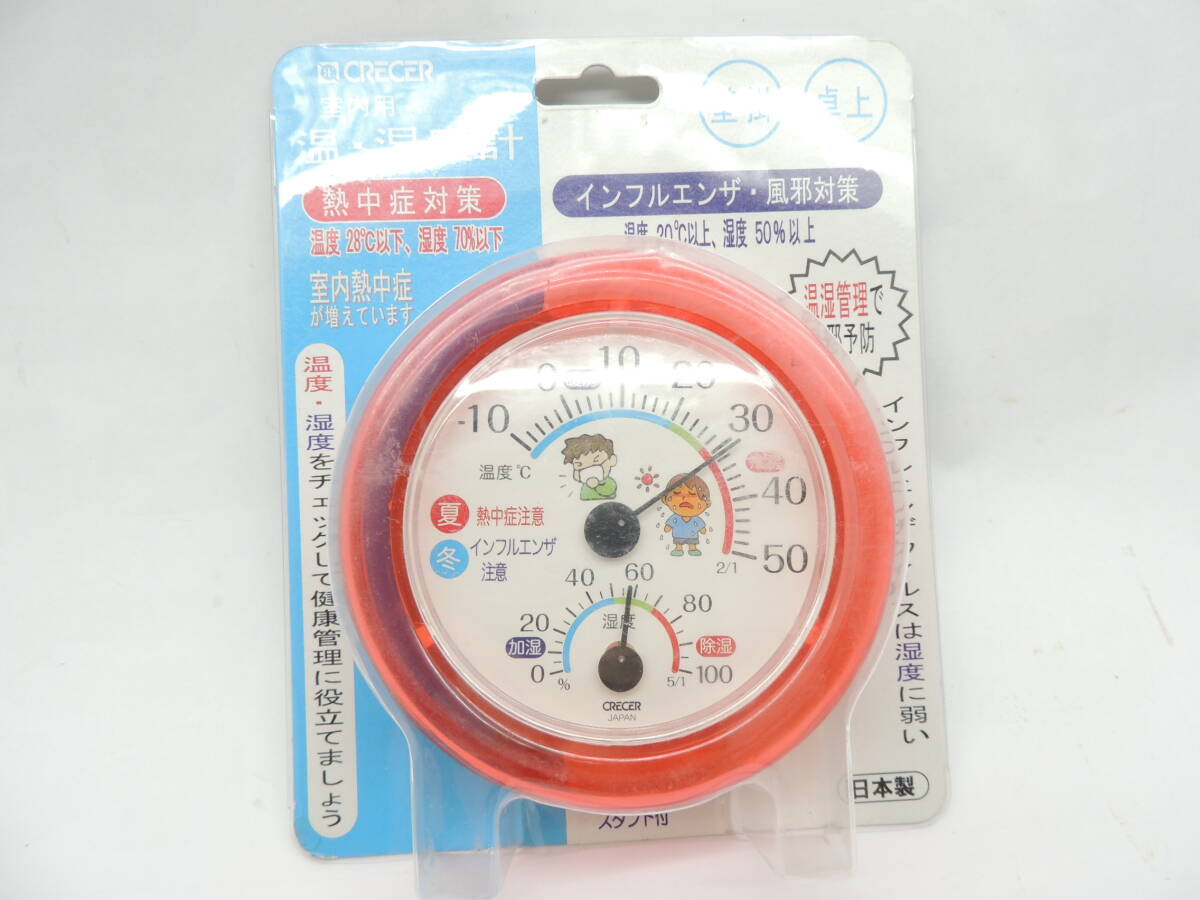 CRECER
室内用
温・湿度計
壁掛
卓上
熱中症対策
温度 28℃以下、湿度 70%以下
室内熱中症
が増えています
インフルエンザ・風邪対策
温度 20℃以上、湿度 50%以上
温湿管理で
邪予防
温度・湿度をチェックして健康管理に役立てましょう
は湿度に弱い
-10
0
10
20
30
40
50
温度℃
2/1
夏 熱中症注意
冬 インフルエンザ
注意
0
20
40
60
80
100
湿度
加湿
除湿
%
5/1
CRECER
JAPAN
日本製
スタンド付